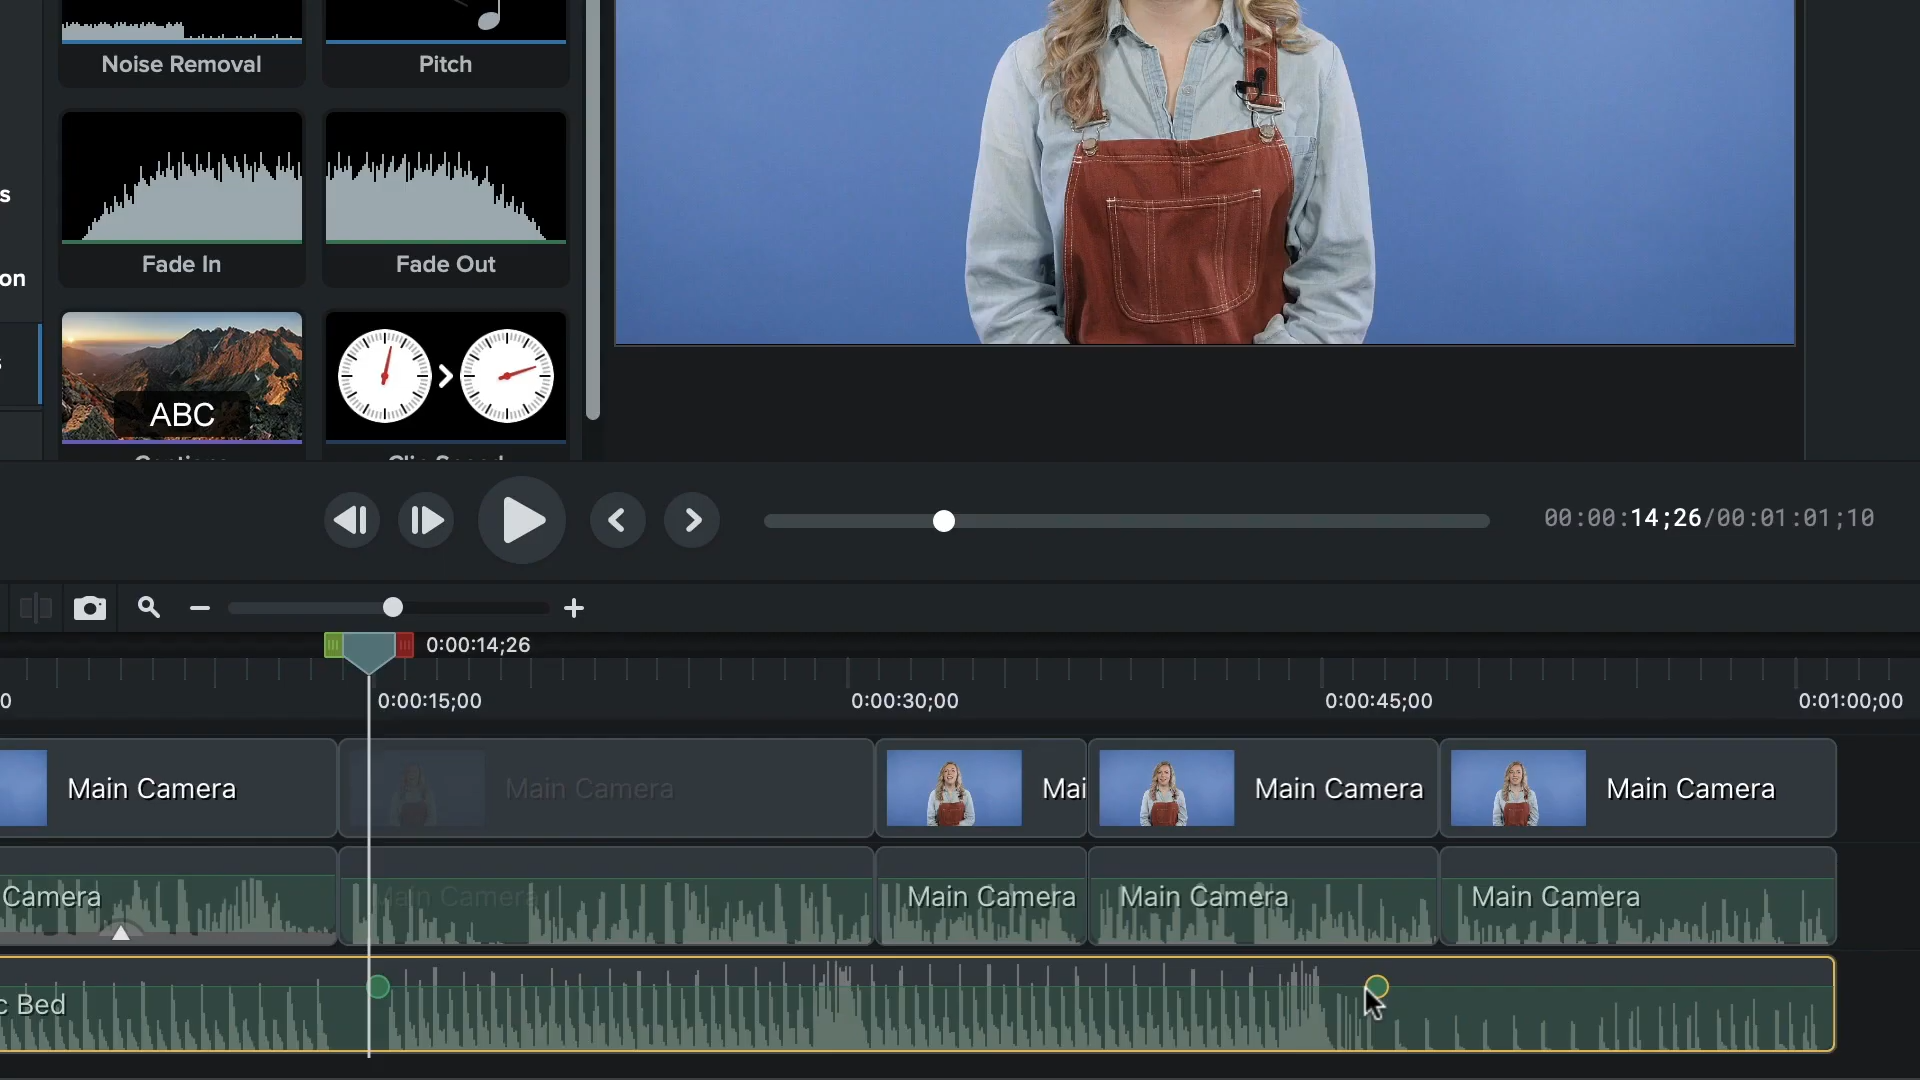 Noise Removal
Pitch
s
Fade In
Fade Out
on
ABC
00:00:14;26/00:01:01;10
0:00:14;26
0
0:00:15;00
0:00:30;00
0:00:45;00
0:01:00;00
Main Camera
Main Camera
Mai
Main Camera
Main Camera
Camera
Main Camera
Main Camera
Main Camera
Main Camera
c Bed